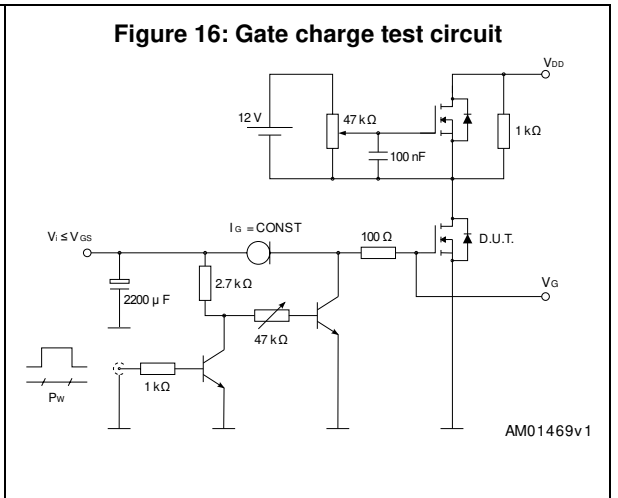 Figure 16: Gate charge test circuit
VDD
12 V
47 kΩ
1 kΩ
100 nF
IG = CONST
Vi ≤ VGS
100 Ω
D.U.T.
2.7 kΩ
VG
2200 μF
47 kΩ
1 kΩ
PW
AM01469v1